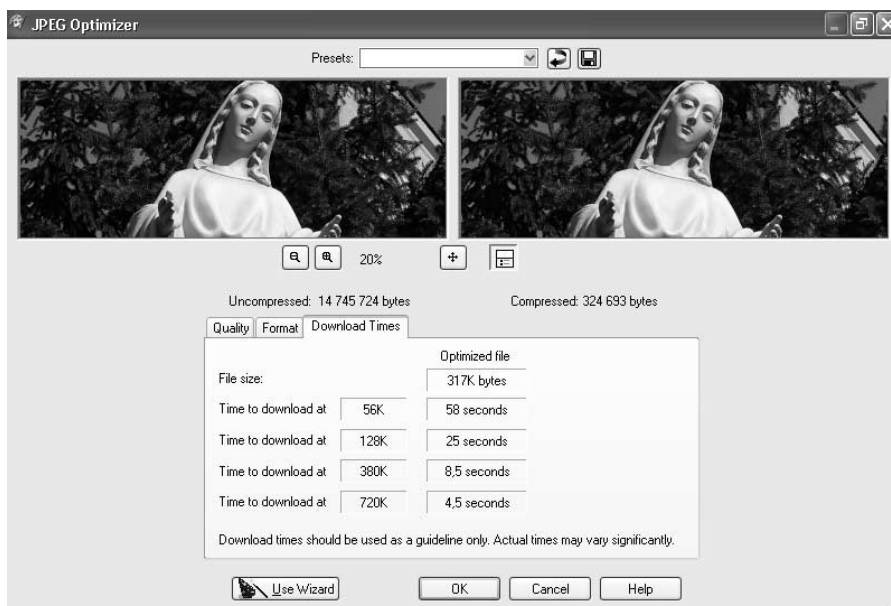 JPEG Optimizer
Presets:
20%
Uncompressed: 14 745 724 bytes Compressed: 324 693 bytes
Quality Format Download Times
Optimized file
File size: 317K bytes
Time to download at 56K 58 seconds
Time to download at 128K 25 seconds
Time to download at 380K 8,5 seconds
Time to download at 720K 4,5 seconds
Download times should be used as a guideline only. Actual times may vary significantly.
Use Wizard OK Cancel Help